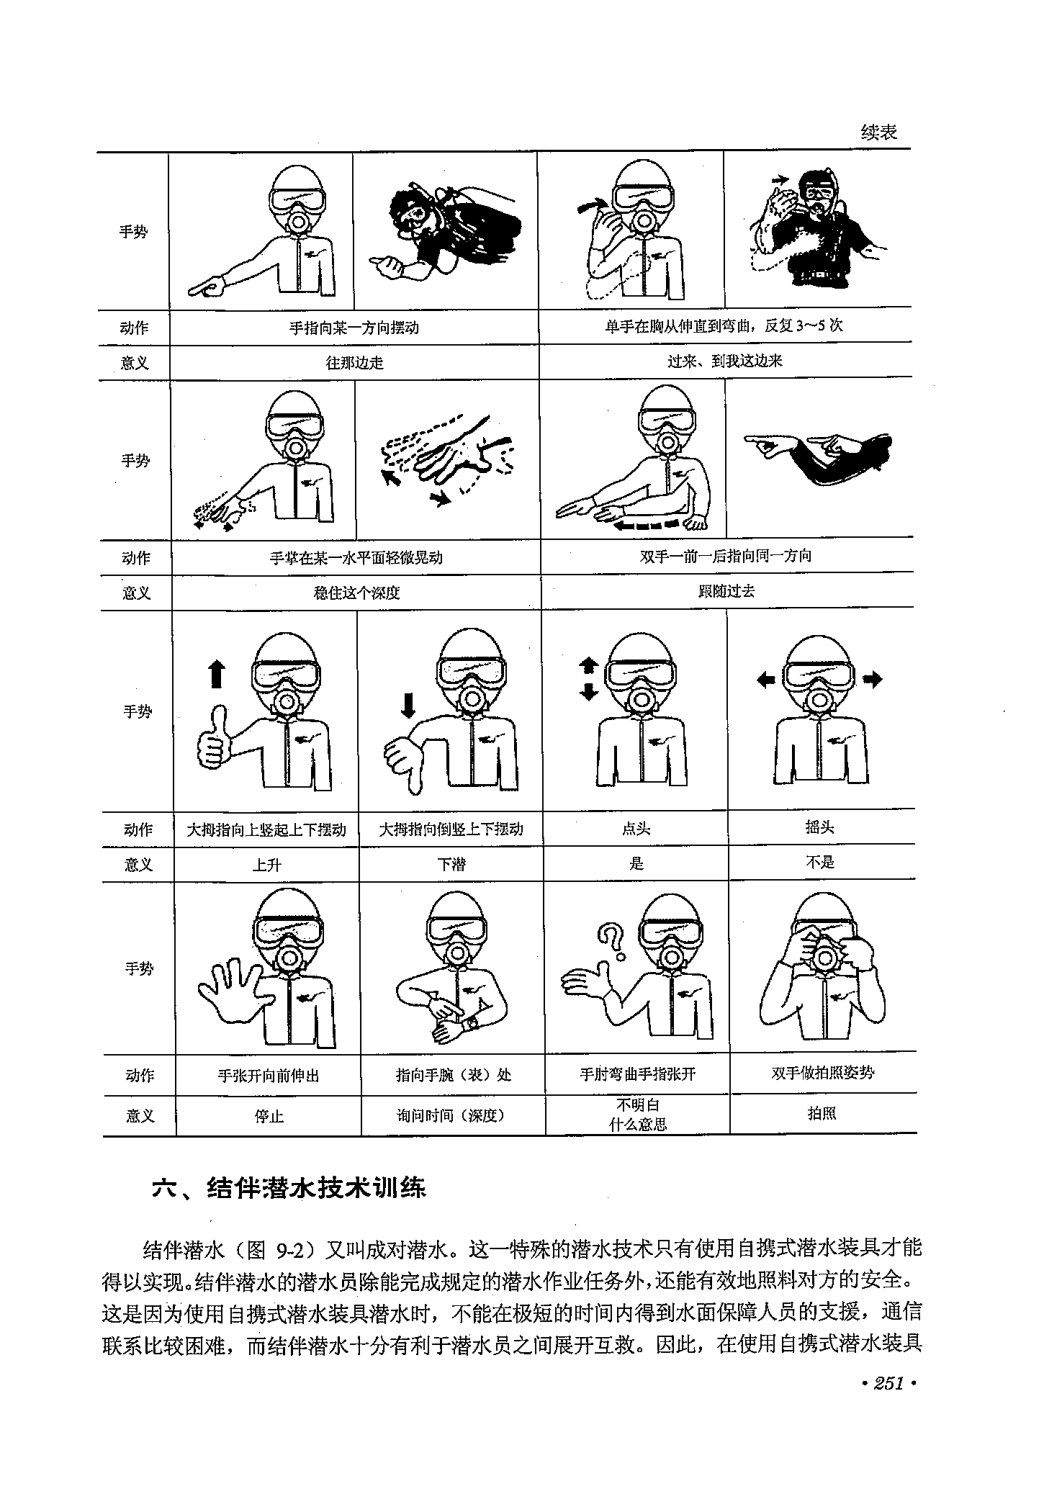 续表
手势
动作 手指向某一方向摆动 单手在胸从伸直到弯曲，反复3～5次
意义 往那边走 过来、到我这边来
手势
动作 手掌在某一水平面轻微晃动 双手一前一后指向同一方向
意义 稳住这个深度 跟随过去
手势
动作 大拇指向上竖起上下摆动 大拇指向倒竖上下摆动 点头 摇头
意义 上升 下潜 是 不是
手势
?
动作 手张开向前伸出 指向手腕（表）处 手肘弯曲手指张开 双手做拍照姿势
意义 停止 询问时间（深度） 不明白 什么意思 拍照
六、结伴潜水技术训练
结伴潜水（图 9-2）又叫成对潜水。这一特殊的潜水技术只有使用自携式潜水装具才能
得以实现。结伴潜水的潜水员除能完成规定的潜水作业任务外，还能有效地照料对方的安全。
这是因为使用自携式潜水装具潜水时，不能在极短的时间内得到水面保障人员的支援，通信
联系比较困难，而结伴潜水十分有利于潜水员之间展开互救。因此，在使用自携式潜水装具
·251·